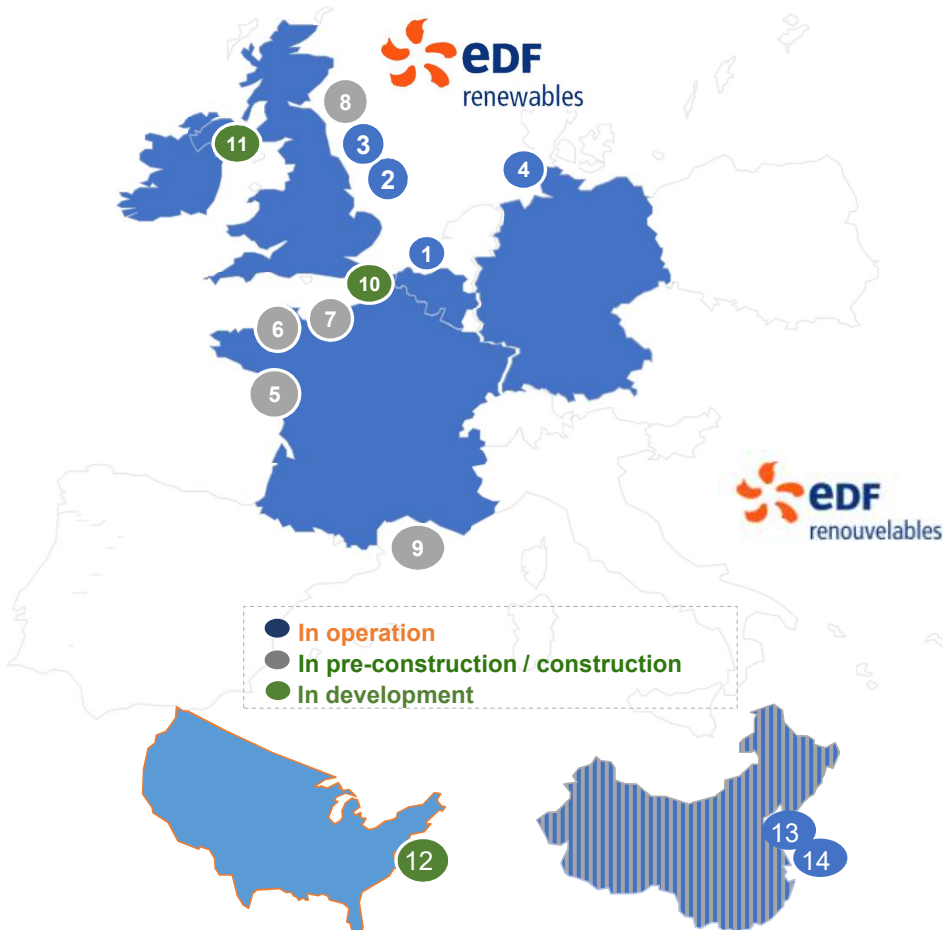 eDF
renewables
8
11
3
2
4
1
10
7
6
5
eDF
renouvelables
9
In operation
In pre-construction / construction
In development
12
13
14